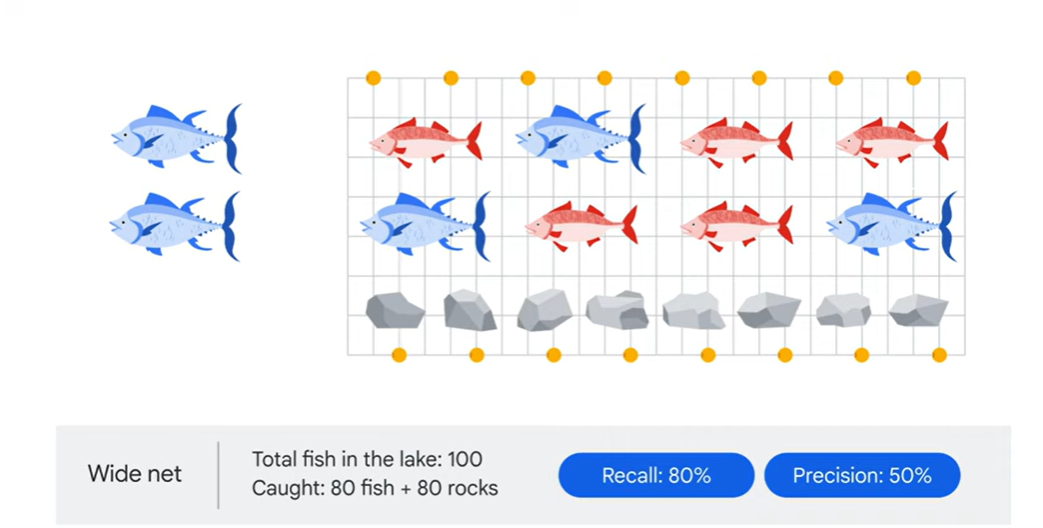 Wide net
Total fish in the lake: 100
Caught: 80 fish + 80 rocks
Recall: 80%
Precision: 50%